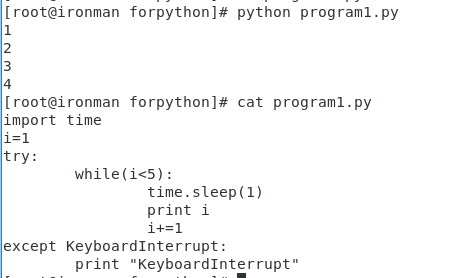 [root@ironman forpython]# python program1.py
1
2
3
4
[root@ironman forpython]# cat program1.py
import time
i=1
try:
        while(i<5):
                time.sleep(1)
                print i
                i+=1
except KeyboardInterrupt:
        print "KeyboardInterrupt"